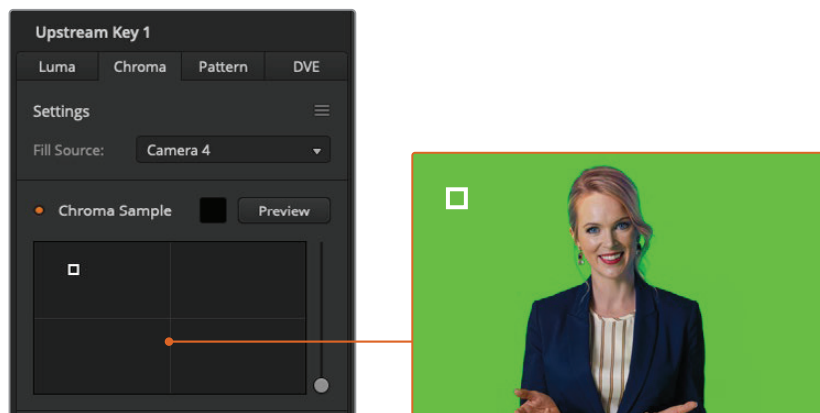 Upstream Key 1
Luma Chroma Pattern DVE
Settings
Fill Source: Camera 4
Chroma Sample Preview